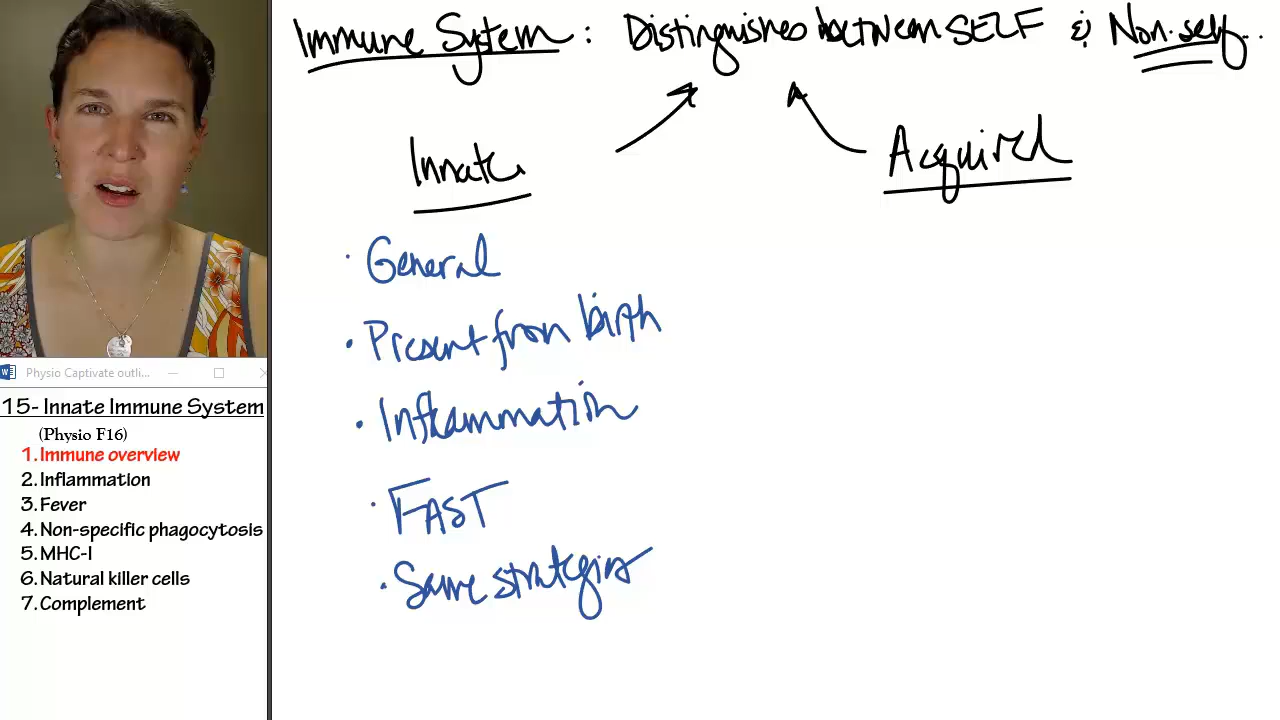 Immune System: Distinguishes between SELF & Non-self...
Innate
Acquired
• General
• Present from birth
• Inflammation
• FAST
• Same strategies
Physio Captivate outli...
15- Innate Immune System
(Physio F16)
1. Immune overview
2. Inflammation
3. Fever
4. Non-specific phagocytosis
5. MHC-I
6. Natural killer cells
7. Complement